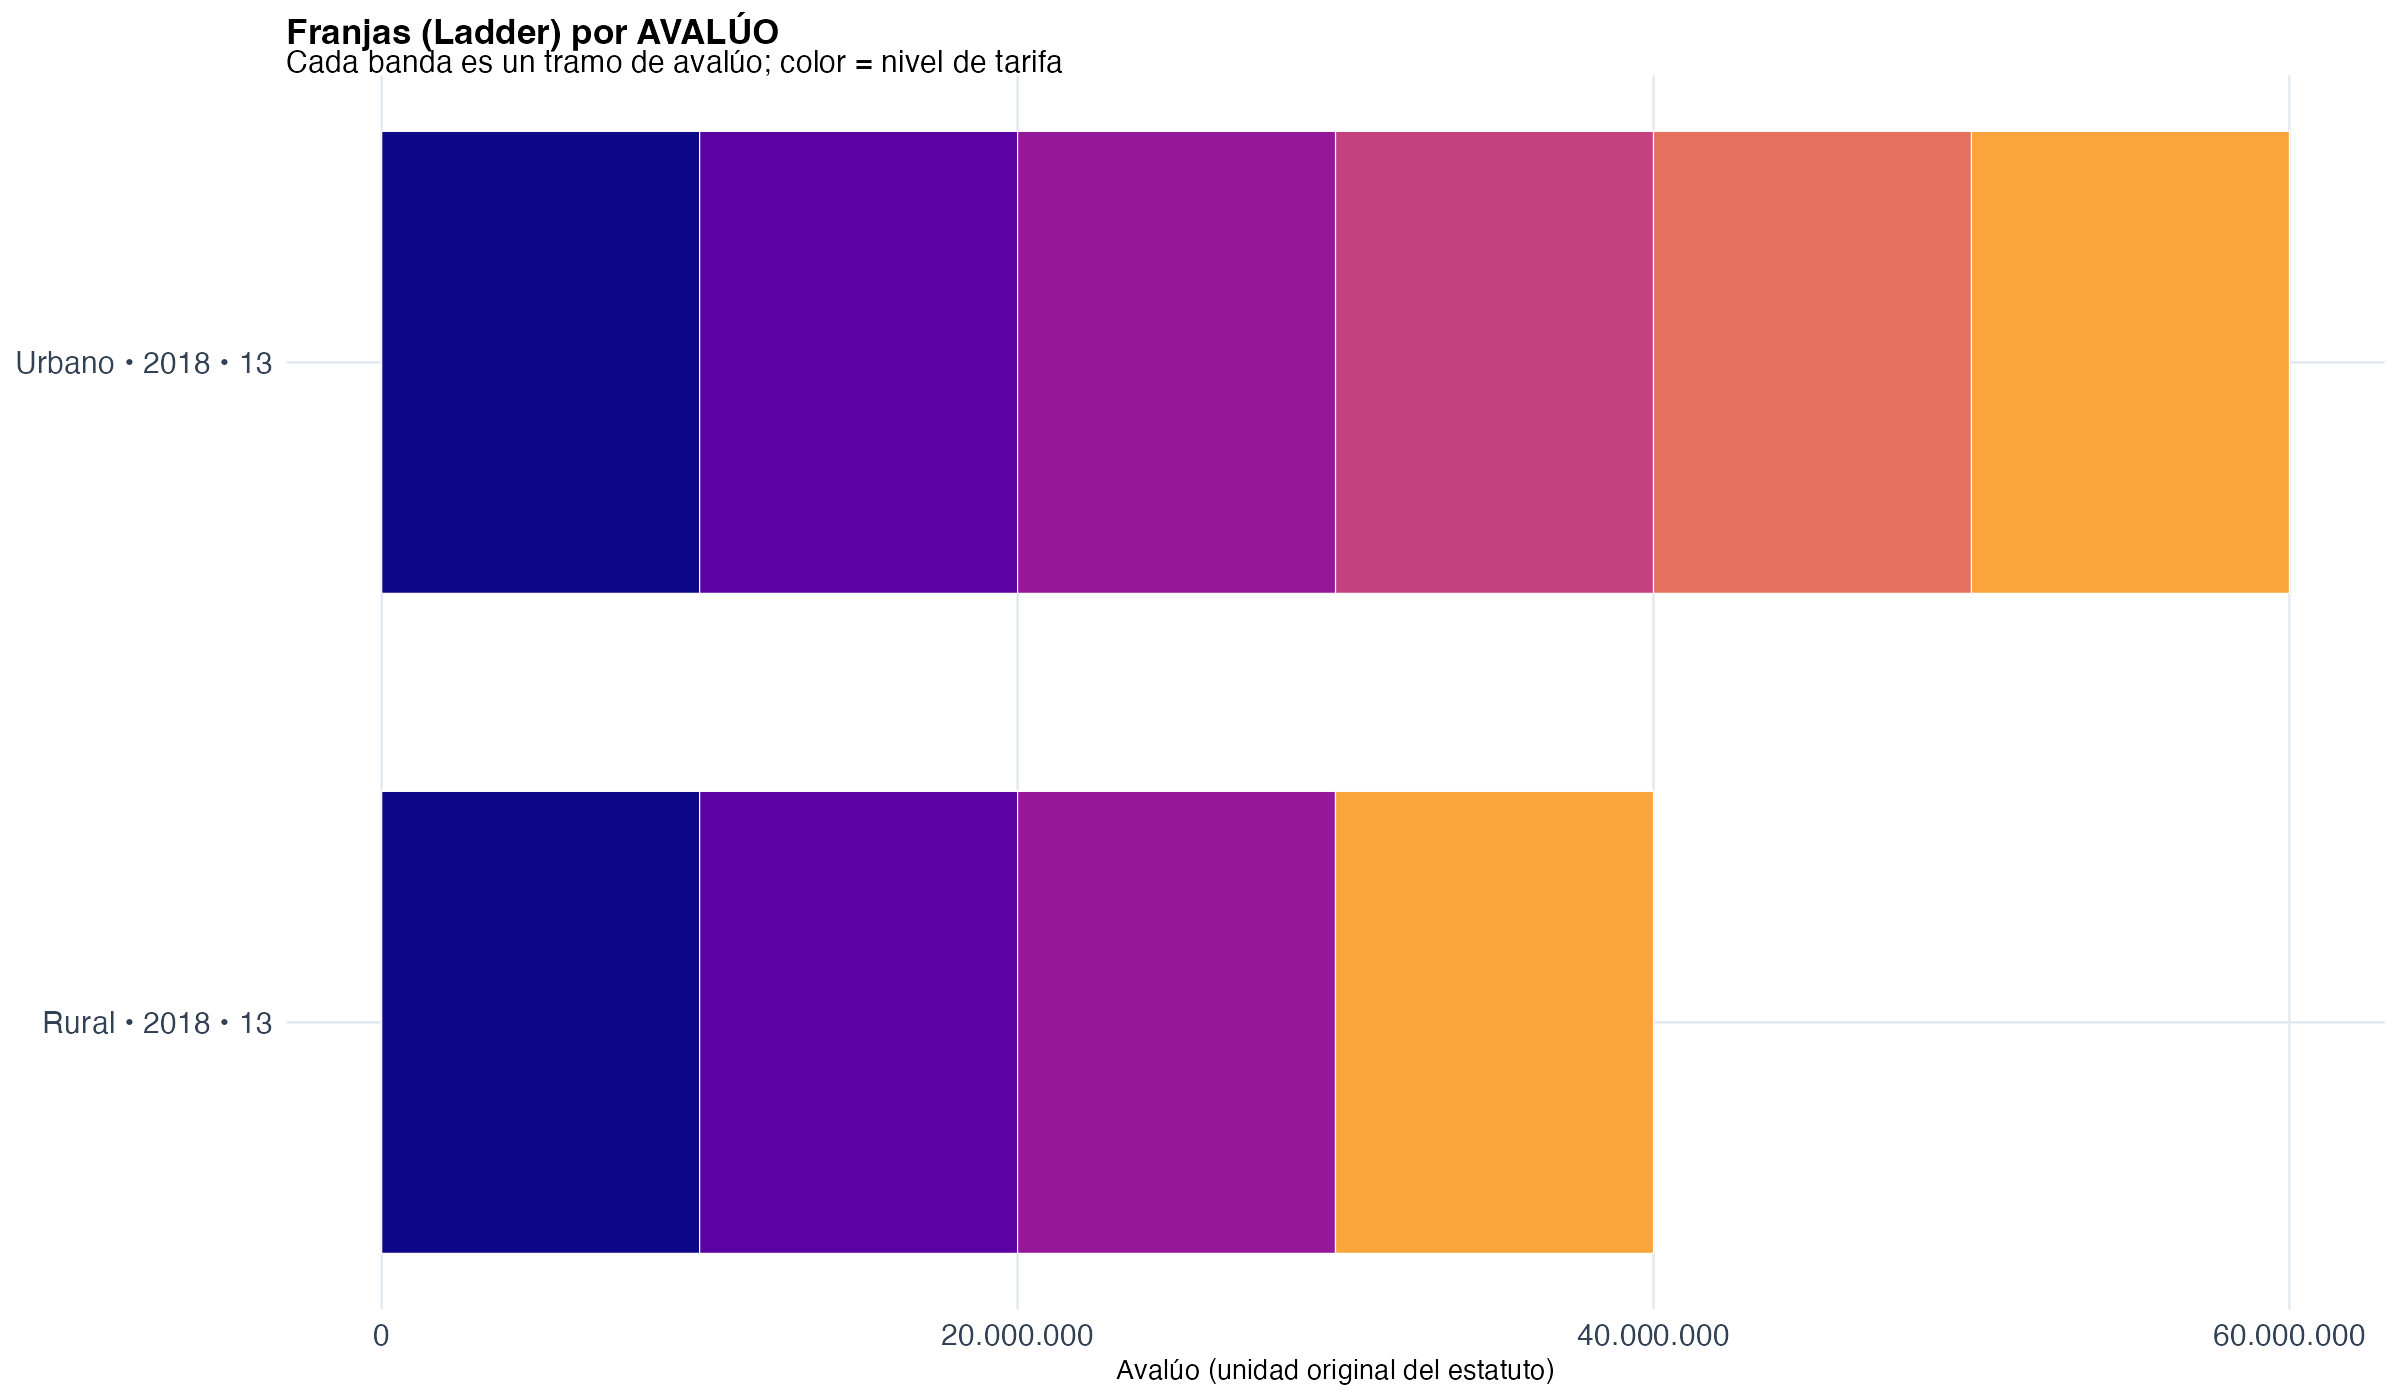 Franjas (Ladder) por AVALÚO
Cada banda es un tramo de avalúo; color = nivel de tarifa
Urbano • 2018 • 13
Rural • 2018 • 13
0 20.000.000 40.000.000 60.000.000
Avalúo (unidad original del estatuto)